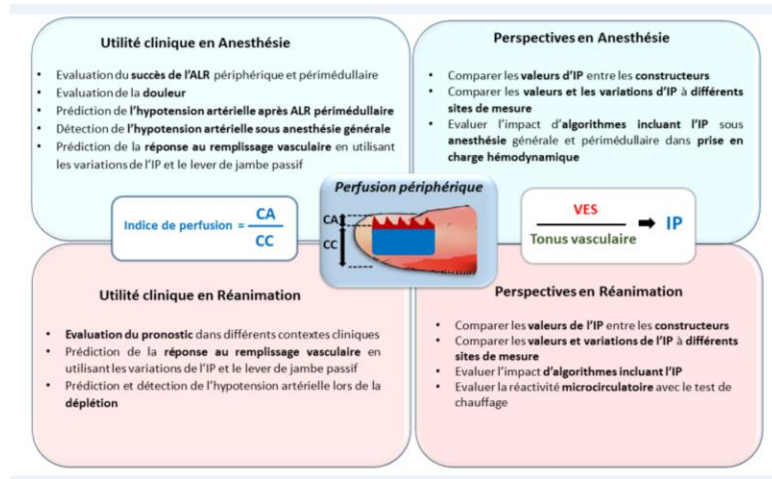 Utilité clinique en Anesthésie
• Evaluation du succès de l'ALR périphérique et périmédullaire
• Evaluation de la douleur
• Prédiction de l'hypotension artérielle après ALR périmédullaire
• Détection de l'hypotension artérielle sous anesthésie générale
• Prédiction de la réponse au remplissage vasculaire en utilisant
les variations de l'IP et le lever de jambe passif
Perspectives en Anesthésie
• Comparer les valeurs d'IP entre les constructeurs
• Comparer les valeurs et les variations d'IP à différents
sites de mesure
• Evaluer l'impact d'algorithmes incluant l'IP sous
anesthésie générale et périmédullaire dans prise en
charge hémodynamique
Indice de perfusion = CA
CC
Perfusion périphérique
CA
CC
VES
Tonus vasculaire
IP
Utilité clinique en Réanimation
• Evaluation du pronostic dans différents contextes cliniques
• Prédiction de la réponse au remplissage vasculaire en
utilisant les variations de l'IP et le lever de jambe passif
• Prédiction et détection de l'hypotension artérielle lors de la
déplétion
Perspectives en Réanimation
• Comparer les valeurs de l'IP entre les constructeurs
• Comparer les valeurs et variations de l'IP à différents
sites de mesure
• Evaluer l'impact d'algorithmes incluant l'IP
• Evaluer la réactivité microcirculatoire avec le test de
chauffage